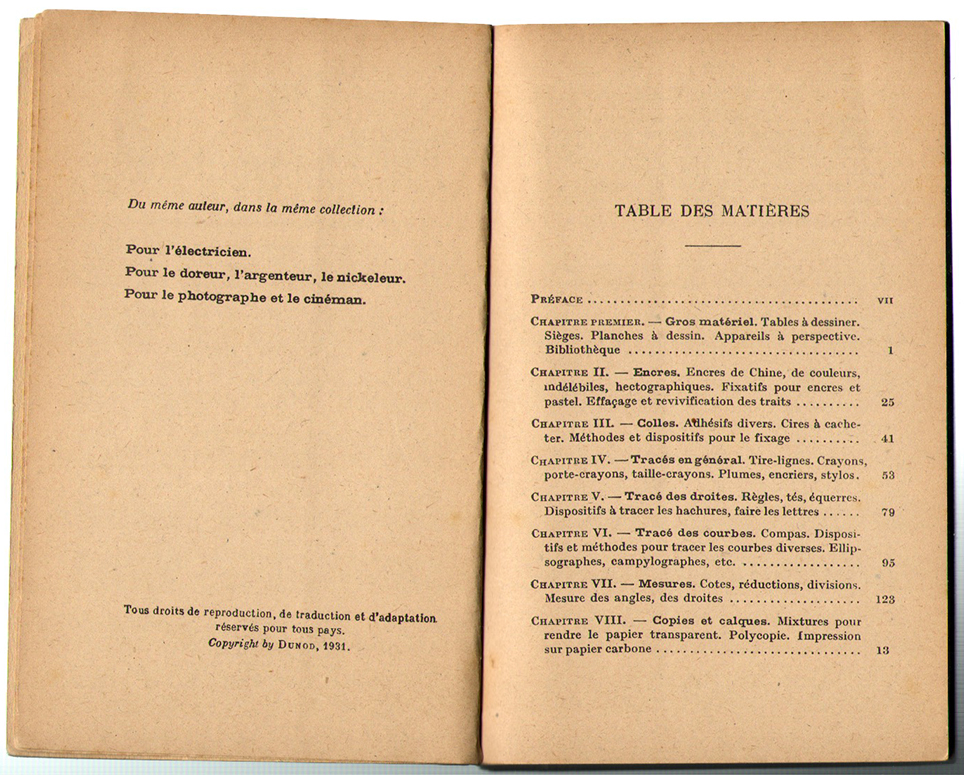 Du même auteur, dans la même collection :
Pour l'électricien.
Pour le doreur, l'argenteur, le nickeleur.
Pour le photographe et le cinéman.
Tous droits de reproduction, de traduction et d'adaptation
réservés pour tous pays.
Copyright by DUNOD, 1931.
TABLE DES MATIÈRES
PRÉFACE ........................................ VII
CHAPITRE PREMIER. — Gros matériel. Tables à dessiner.
Sièges. Planches à dessin. Appareils à perspective.
Bibliothèque .................................. 1
CHAPITRE II. — Encres. Encres de Chine, de couleurs,
indélébiles, hectographiques. Fixatifs pour encres et
pastel. Effaçage et revivification des traits .......... 25
CHAPITRE III. — Colles. Adhésifs divers. Cires à cache-
ter. Méthodes et dispositifs pour le fixage .......... 41
CHAPITRE IV. — Tracés en général. Tire-lignes. Crayons,
porte-crayons, taille-crayons. Plumes, encriers, stylos. 53
CHAPITRE V. — Tracé des droites. Règles, tés, équerres.
Dispositifs à tracer les hachures, faire les lettres ...... 79
CHAPITRE VI. — Tracé des courbes. Compas. Disposi-
tifs et méthodes pour tracer les courbes diverses. Ellip-
sographes, campylographes, etc. .................. 95
CHAPITRE VII. — Mesures. Cotes, réductions, divisions.
Mesure des angles, des droites .................... 123
CHAPITRE VIII. — Copies et calques. Mixtures pour
rendre le papier transparent. Polycopie. Impression
sur papier carbone .............................. 13